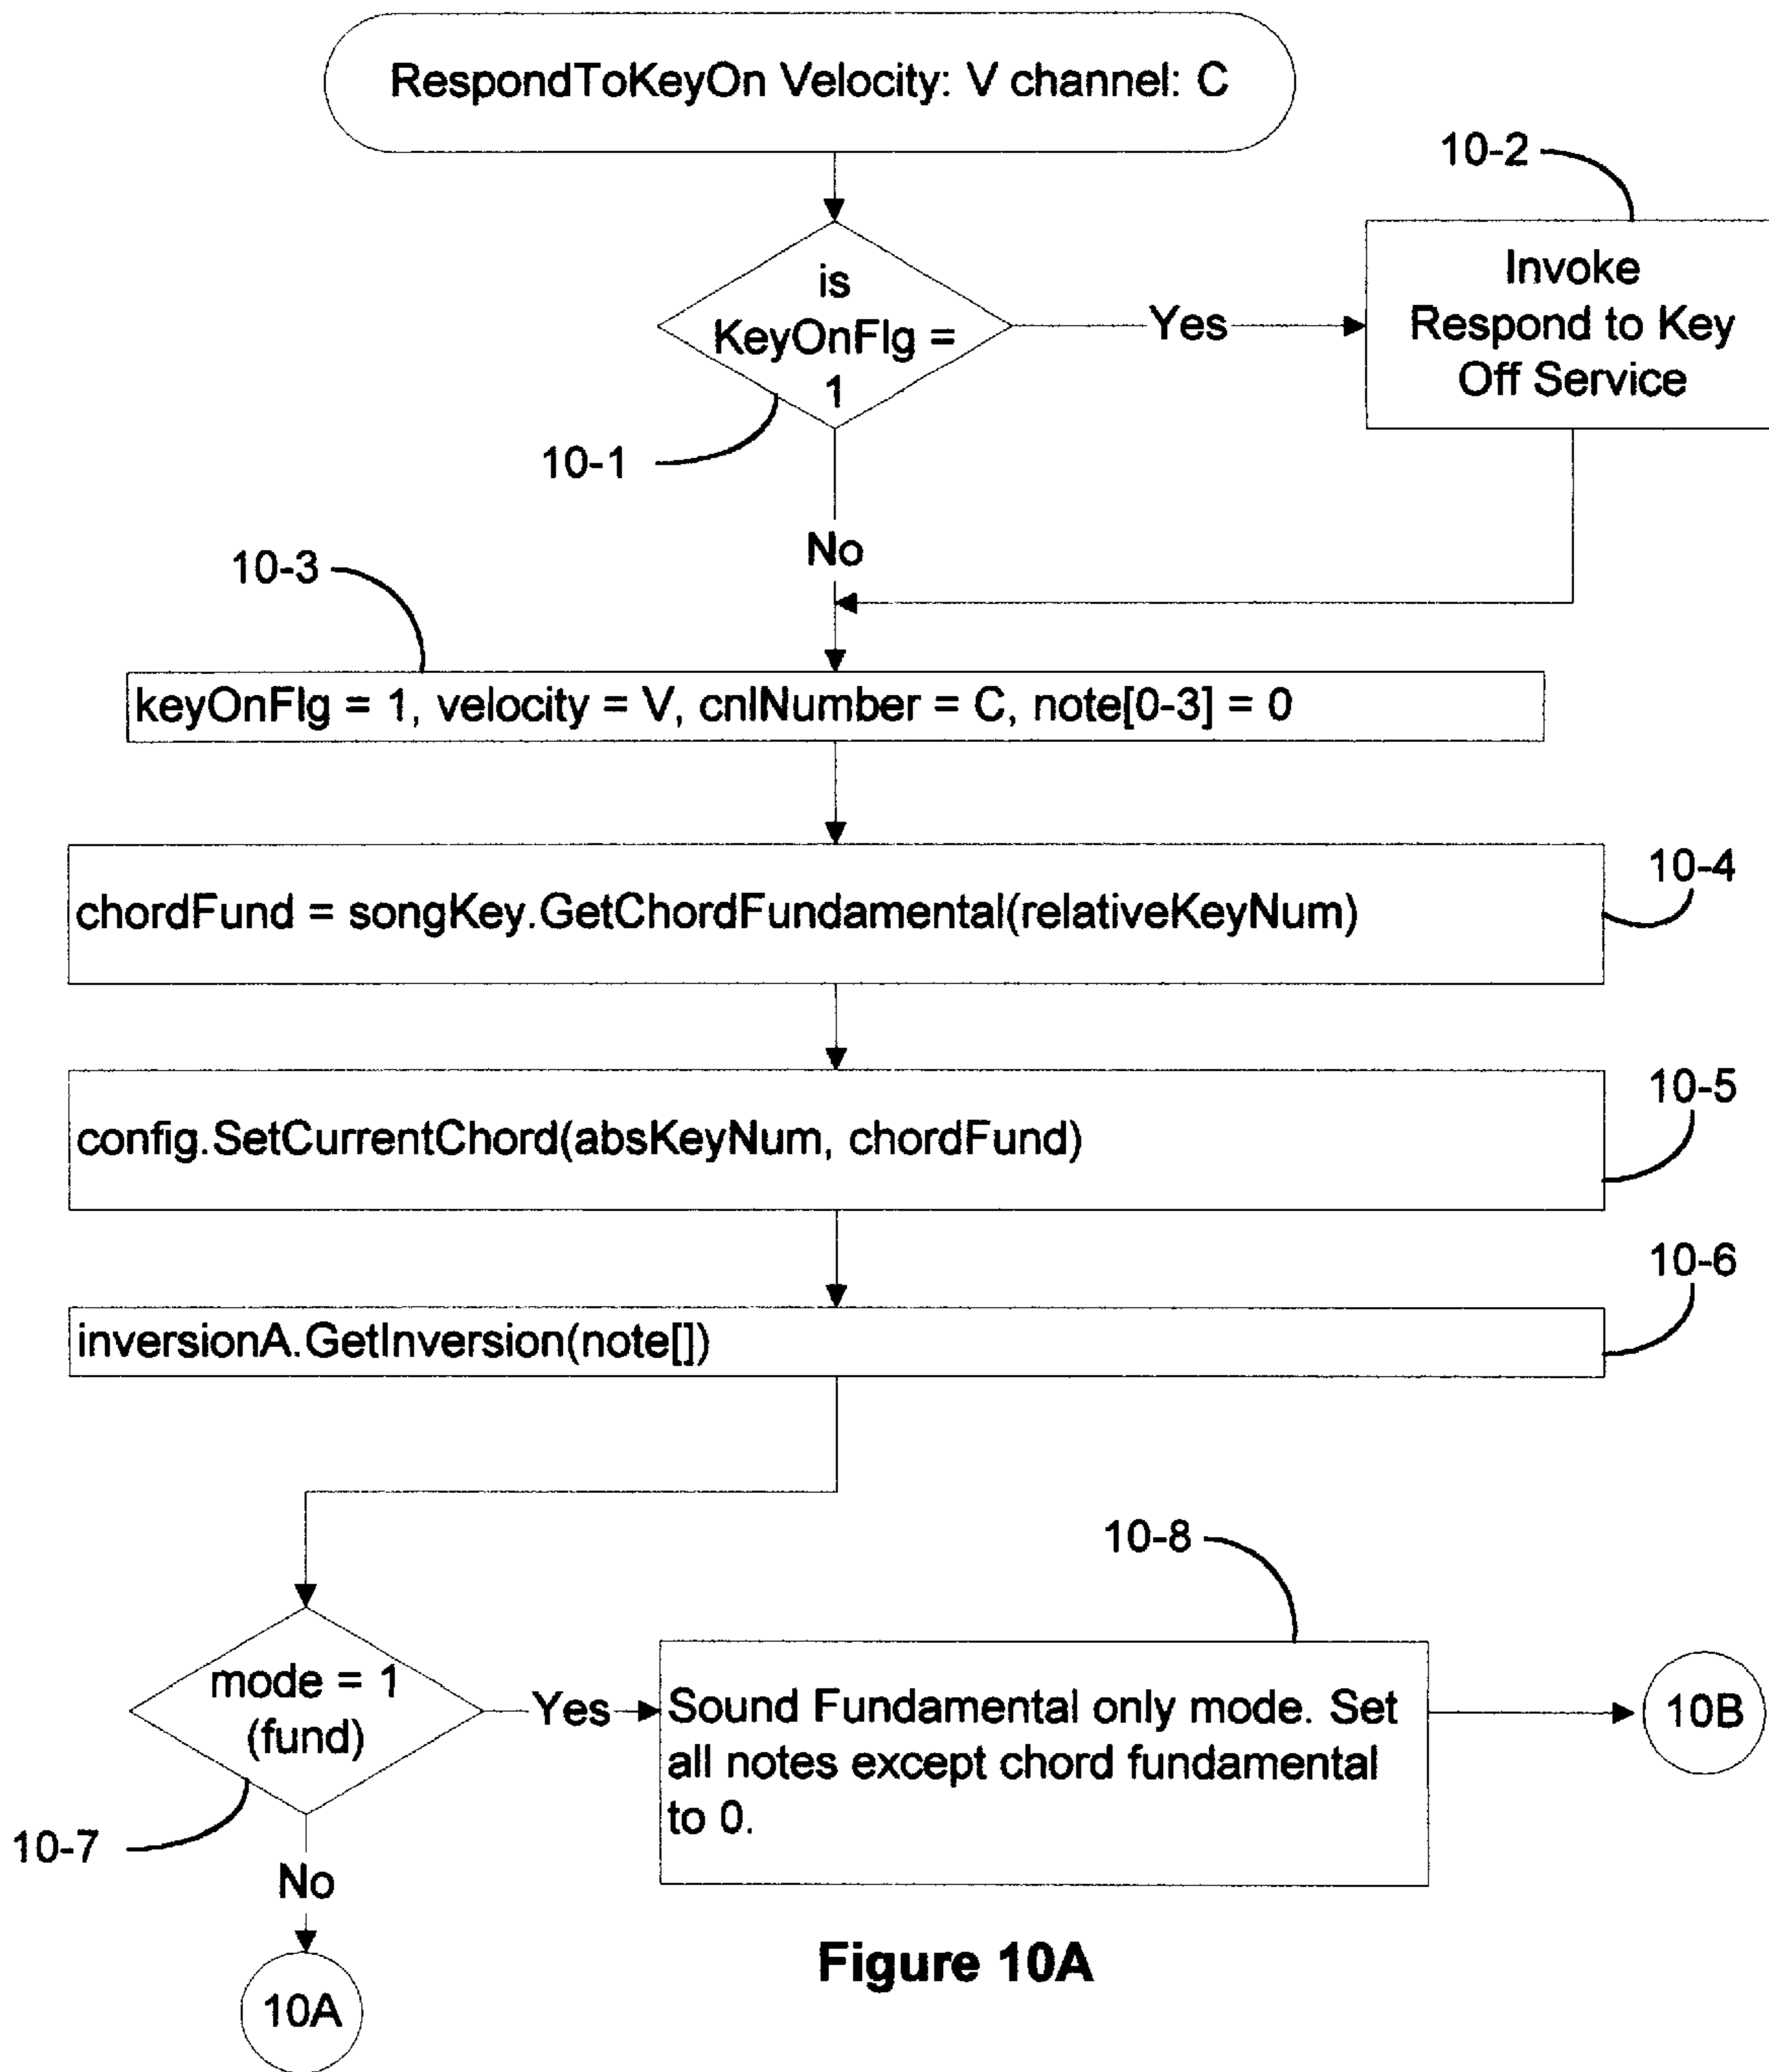 RespondToKeyOn Velocity: V channel: C
10-2
is
KeyOnFlg =
1
Yes
Invoke
Respond to Key
Off Service
10-1
No
10-3
keyOnFlg = 1, velocity = V, cnlNumber = C, note[0-3] = 0
10-4
chordFund = songKey.GetChordFundamental(relativeKeyNum)
10-5
config.SetCurrentChord(absKeyNum, chordFund)
10-6
inversionA.GetInversion(note[])
10-8
mode = 1
(fund)
Yes
Sound Fundamental only mode. Set
all notes except chord fundamental
to 0.
10B
10-7
No
10A
Figure 10A